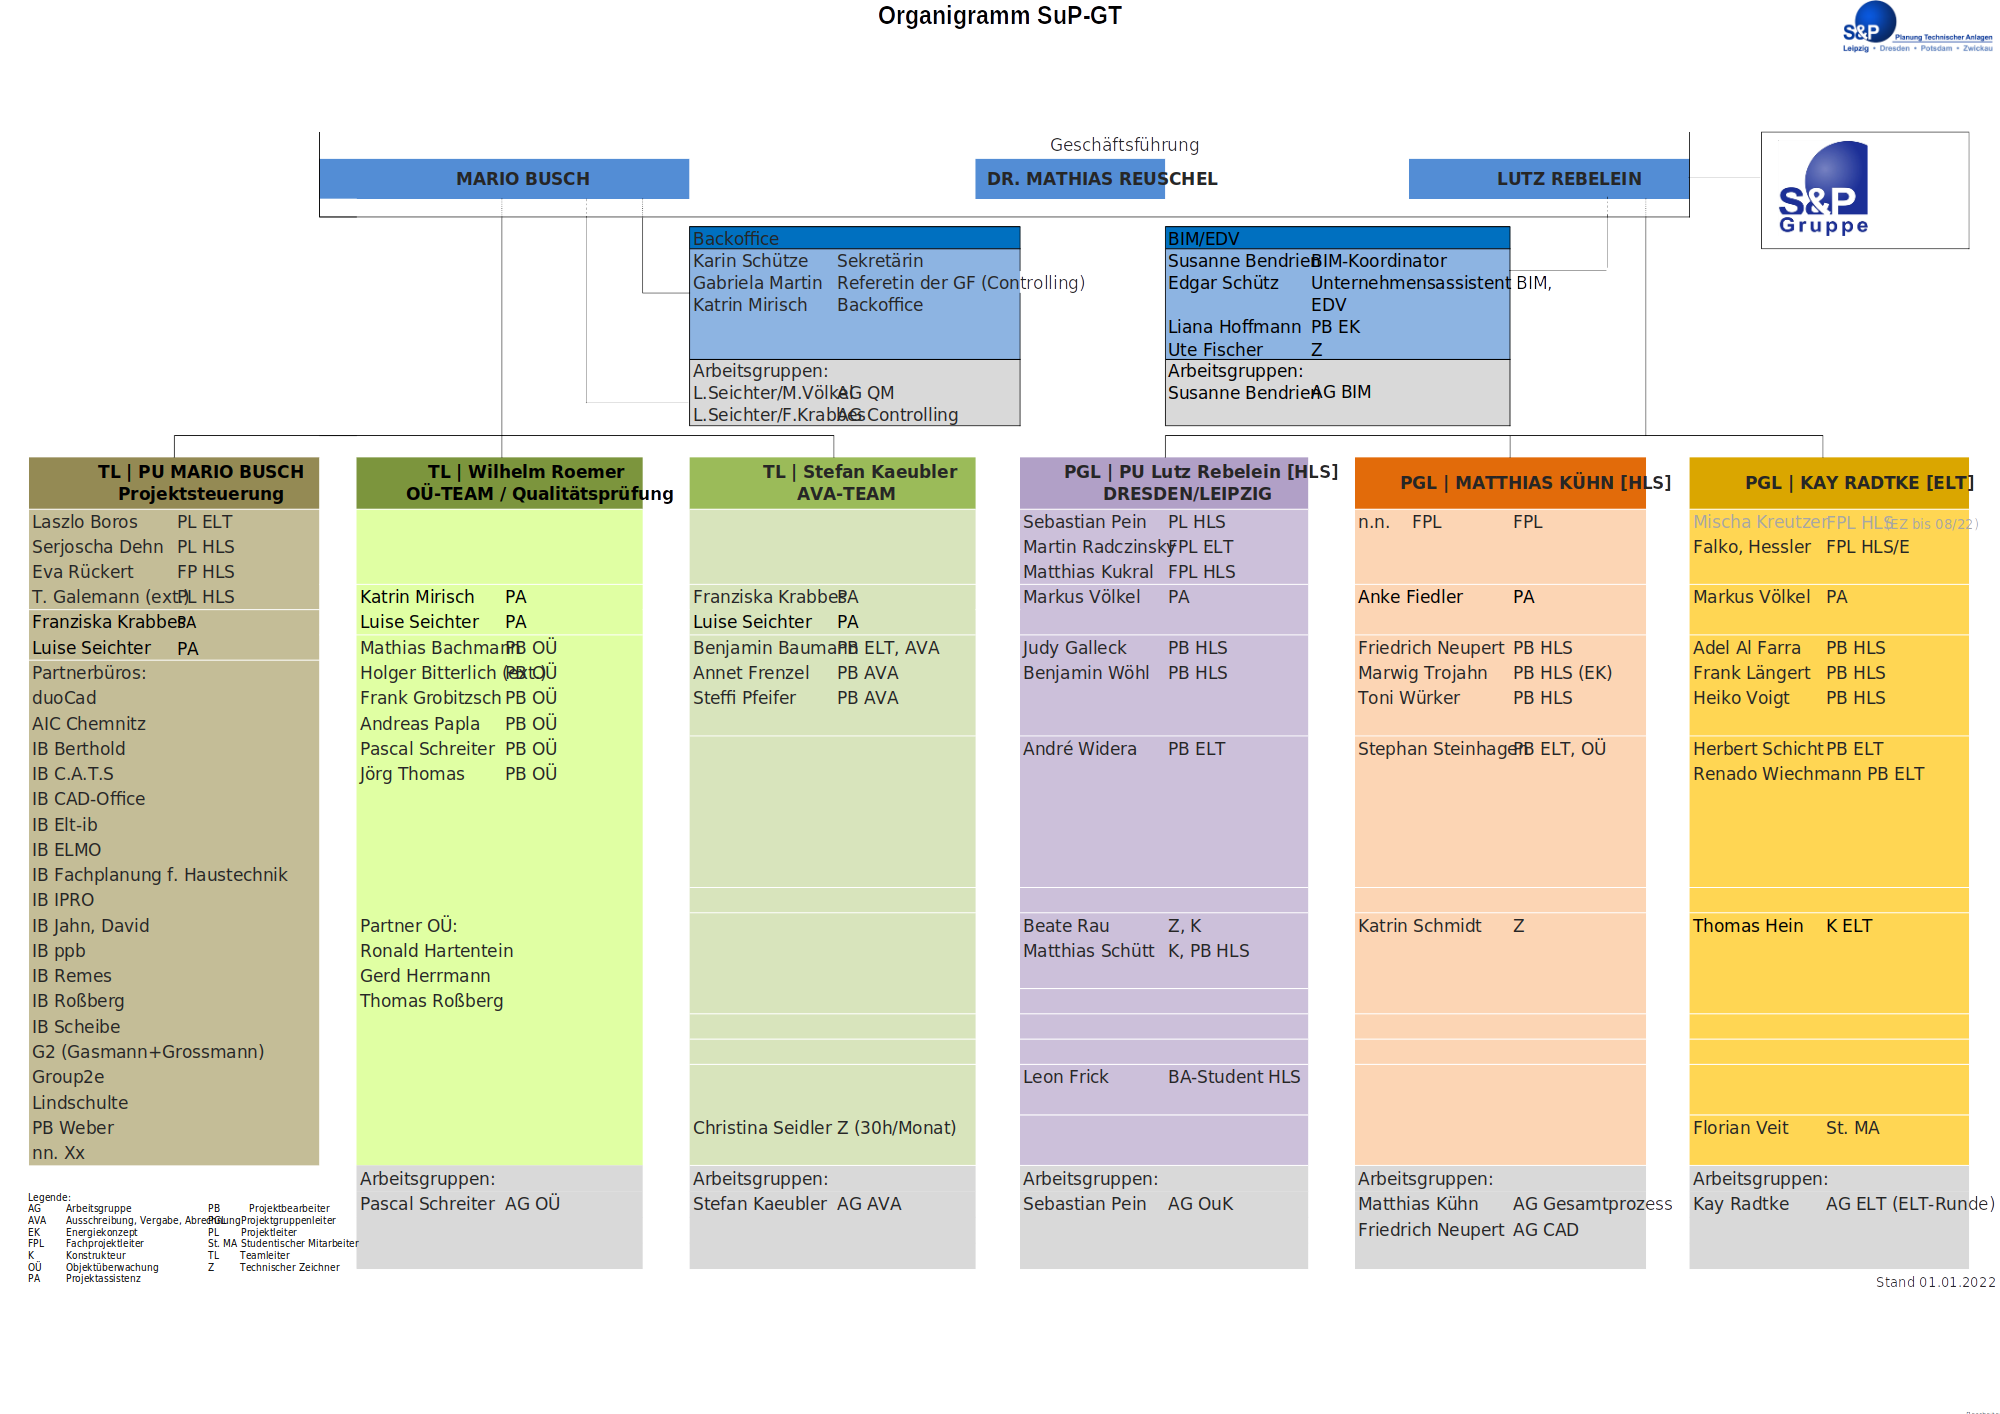 Organigramm SuP-GT
S&P Planung Technischer Anlagen
Leipzig • Dresden • Potsdam • Zwickau
Geschäftsführung
MARIO BUSCH
DR. MATHIAS REUSCHEL
LUTZ REBELEIN
S&P
Gruppe
Backoffice
Karin Schütze Sekretärin
Gabriela Martin Referetin der GF (Controlling)
Katrin Mirisch Backoffice
Arbeitsgruppen:
L.Seichter/M.Völkel AG QM
L.Seichter/F.Krabbes AG Controlling
BIM/EDV
Susanne Bendrien BIM-Koordinator
Edgar Schütz Unternehmensassistent BIM,
EDV
Liana Hoffmann PB EK
Ute Fischer Z
Arbeitsgruppen:
Susanne Bendrien AG BIM
TL | PU MARIO BUSCH
Projektsteuerung
Laszlo Boros PL ELT
Serjoscha Dehn PL HLS
Eva Rückert FP HLS
T. Galemann (ext.) PL HLS
Franziska Krabbes PA
Luise Seichter PA
Partnerbüros:
duoCad
AIC Chemnitz
IB Berthold
IB C.A.T.S
IB CAD-Office
IB Elt-ib
IB ELMO
IB Fachplanung f. Haustechnik
IB IPRO
IB Jahn, David
IB ppb
IB Remes
IB Roßberg
IB Scheibe
G2 (Gasmann+Grossmann)
Group2e
Lindschulte
PB Weber
nn. Xx
TL | Wilhelm Roemer
OÜ-TEAM / Qualitätsprüfung
Katrin Mirisch PA
Luise Seichter PA
Mathias Bachmann PB OÜ
Holger Bitterlich (ext.) PB OÜ
Frank Grobitzsch PB OÜ
Andreas Papla PB OÜ
Pascal Schreiter PB OÜ
Jörg Thomas PB OÜ
Partner OÜ:
Ronald Hartentein
Gerd Herrmann
Thomas Roßberg
Arbeitsgruppen:
Pascal Schreiter AG OÜ
TL | Stefan Kaeubler
AVA-TEAM
Franziska Krabbes PA
Luise Seichter PA
Benjamin Baumann PB ELT, AVA
Annet Frenzel PB AVA
Steffi Pfeifer PB AVA
Christina Seidler Z (30h/Monat)
Arbeitsgruppen:
Stefan Kaeubler AG AVA
PGL | PU Lutz Rebelein [HLS]
DRESDEN/LEIPZIG
Sebastian Pein PL HLS
Martin Radczinsky FPL ELT
Matthias Kukral FPL HLS
Markus Völkel PA
Judy Galleck PB HLS
Benjamin Wöhl PB HLS
André Widera PB ELT
Beate Rau Z, K
Matthias Schütt K, PB HLS
Leon Frick BA-Student HLS
Arbeitsgruppen:
Sebastian Pein AG OuK
PGL | MATTHIAS KÜHN [HLS]
n.n. FPL FPL
Anke Fiedler PA
Friedrich Neupert PB HLS
Marwig Trojahn PB HLS (EK)
Toni Würker PB HLS
Stephan Steinhagen PB ELT, OÜ
Katrin Schmidt Z
Arbeitsgruppen:
Matthias Kühn AG Gesamtprozess
Friedrich Neupert AG CAD
PGL | KAY RADTKE [ELT]
Mischa Kreutzer FPL HLS (EZ bis 08/22)
Falko, Hessler FPL HLS/E
Markus Völkel PA
Adel Al Farra PB HLS
Frank Längert PB HLS
Heiko Voigt PB HLS
Herbert Schicht PB ELT
Renado Wiechmann PB ELT
Thomas Hein K ELT
Florian Veit St. MA
Arbeitsgruppen:
Kay Radtke AG ELT (ELT-Runde)
Legende:
AG Arbeitsgruppe PB Projektbearbeiter
AVA Ausschreibung, Vergabe, Abrechnung PGL Projektgruppenleiter
EK Energiekonzept PL Projektleiter
FPL Fachprojektleiter St. MA Studentischer Mitarbeiter
K Konstrukteur TL Teamleiter
OÜ Objektüberwachung Z Technischer Zeichner
PA Projektassistenz
Stand 01.01.2022